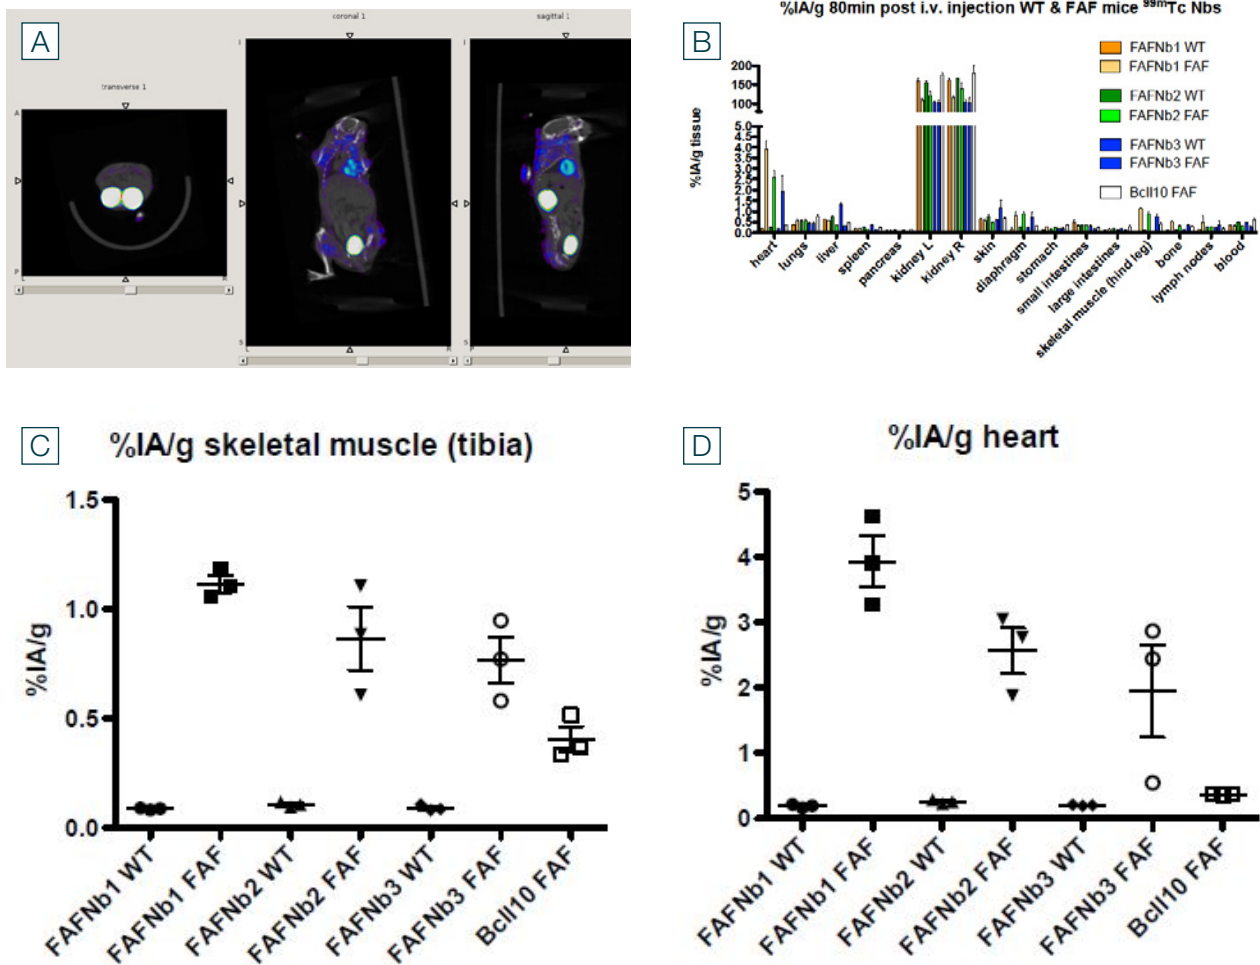 A
transverse 1
A
P
L
R
coronal 1
I
S
L
R
sagittal 1
I
S
P
B
%IA/g 80min post i.v. injection WT & FAF mice 99mTc Nbs
FAFNb1 WT
FAFNb1 FAF
FAFNb2 WT
FAFNb2 FAF
FAFNb3 WT
FAFNb3 FAF
BcII10 FAF
%IA/g tissue
200
150
100
5.0
4.5
4.0
3.5
3.0
2.5
2.0
1.5
1.0
0.5
0.0
heart
lungs
liver
spleen
pancreas
kidney L
kidney R
skin
diaphragm
stomach
small intestines
large intestines
skeletal muscle (hind leg)
bone
lymph nodes
blood
C
%IA/g skeletal muscle (tibia)
%IA/g
1.5
1.0
0.5
0.0
FAFNb1 WT
FAFNb1 FAF
FAFNb2 WT
FAFNb2 FAF
FAFNb3 WT
FAFNb3 FAF
BcII10 FAF
D
%IA/g heart
%IA/g
5
4
3
2
1
0
FAFNb1 WT
FAFNb1 FAF
FAFNb2 WT
FAFNb2 FAF
FAFNb3 WT
FAFNb3 FAF
BcII10 FAF